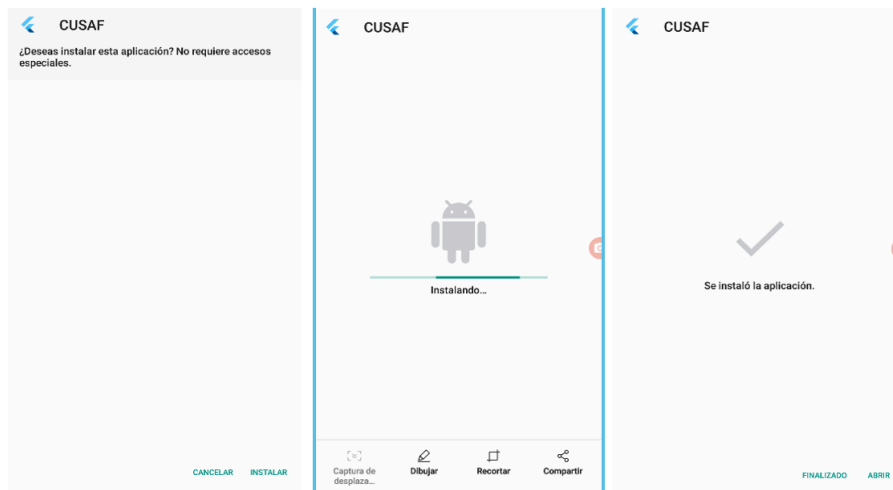 CUSAF
¿Deseas instalar esta aplicación? No requiere accesos
especiales.
CANCELAR INSTALAR
CUSAF
Instalando...
Captura de
desplaza...
Dibujar
Recortar
Compartir
CUSAF
Se instaló la aplicación.
FINALIZADO ABRIR